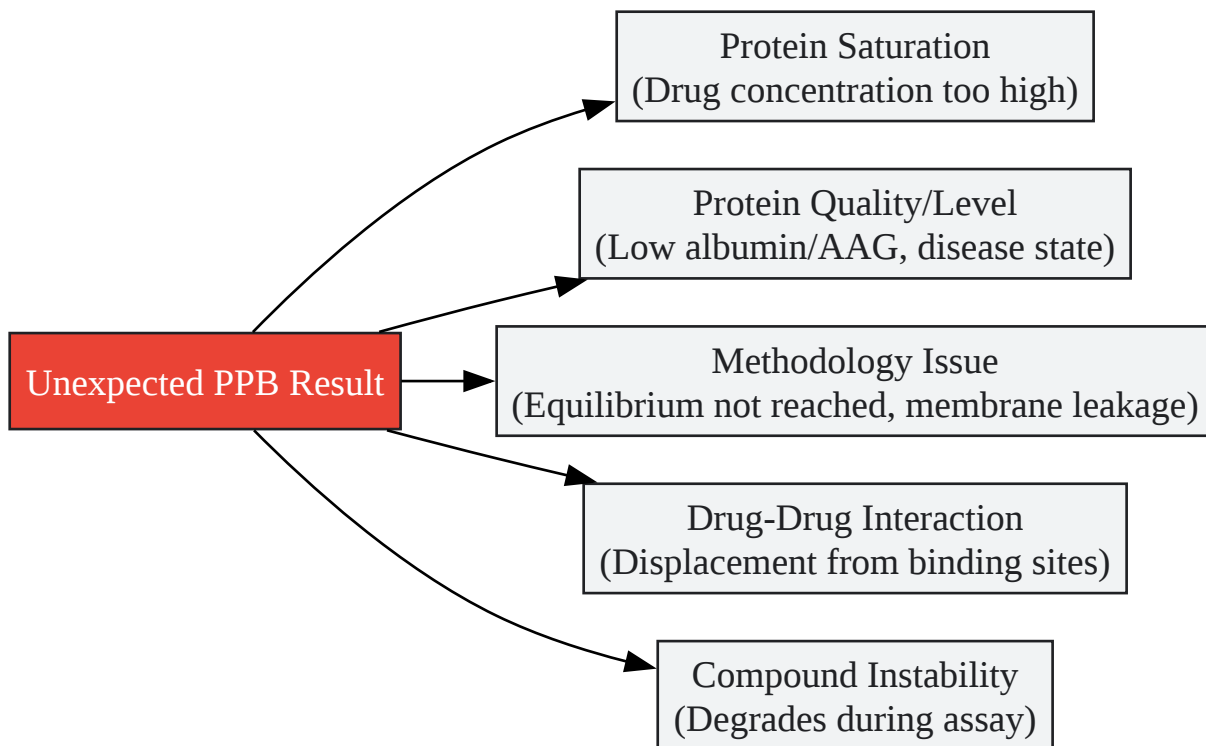 Protein Saturation
(Drug concentration too high)
Protein Quality/Level
(Low albumin/AAG, disease state)
Unexpected PPB Result
Methodology Issue
(Equilibrium not reached, membrane leakage)
Drug-Drug Interaction
(Displacement from binding sites)
Compound Instability
(Degrades during assay)